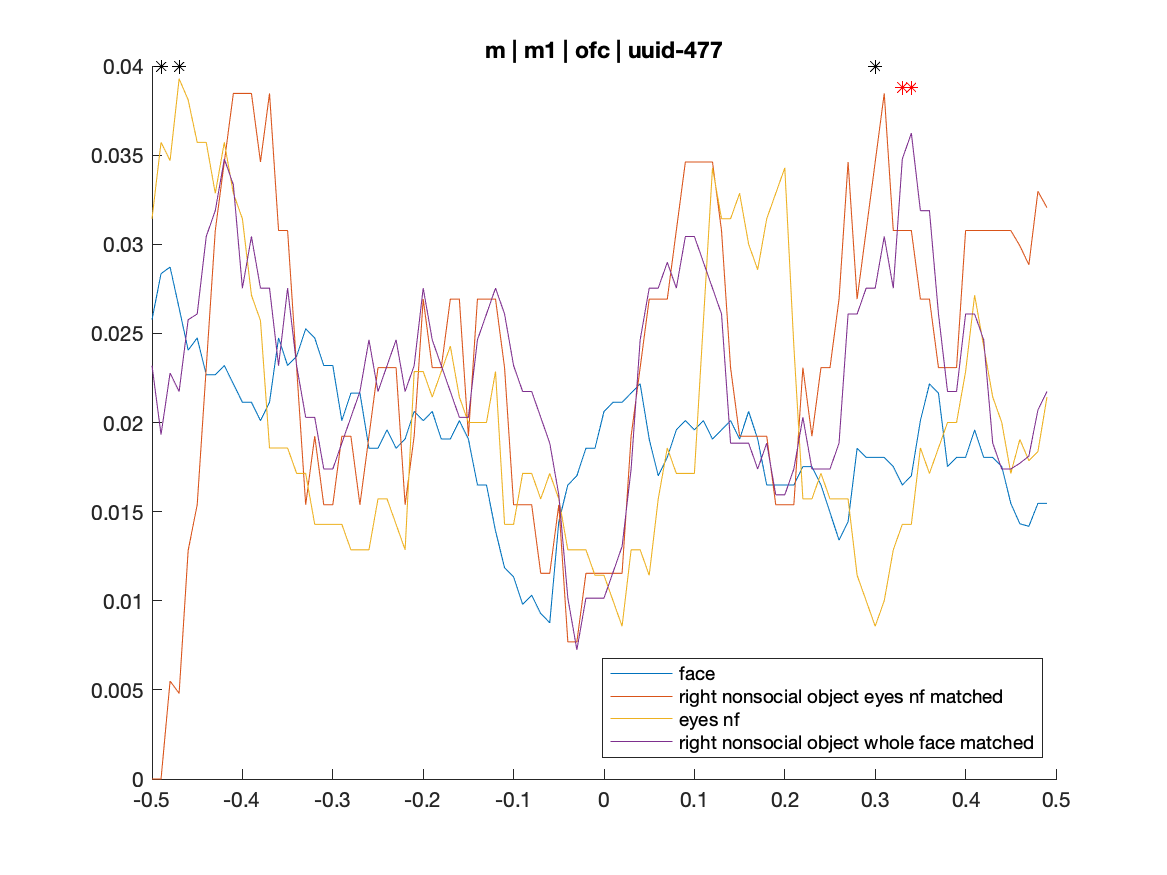 m | m1 | ofc | uuid-477
0.04
0.035
0.03
0.025
0.02
0.015
0.01
0.005
0
-0.5 -0.4 -0.3 -0.2 -0.1 0 0.1 0.2 0.3 0.4 0.5
face
right nonsocial object eyes nf matched
eyes nf
right nonsocial object whole face matched